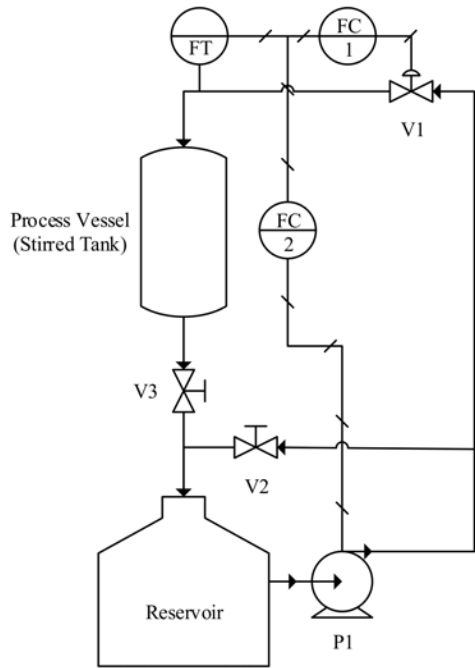 FT
FC
1
V1
Process Vessel
(Stirred Tank)
FC
2
V3
V2
Reservoir
P1